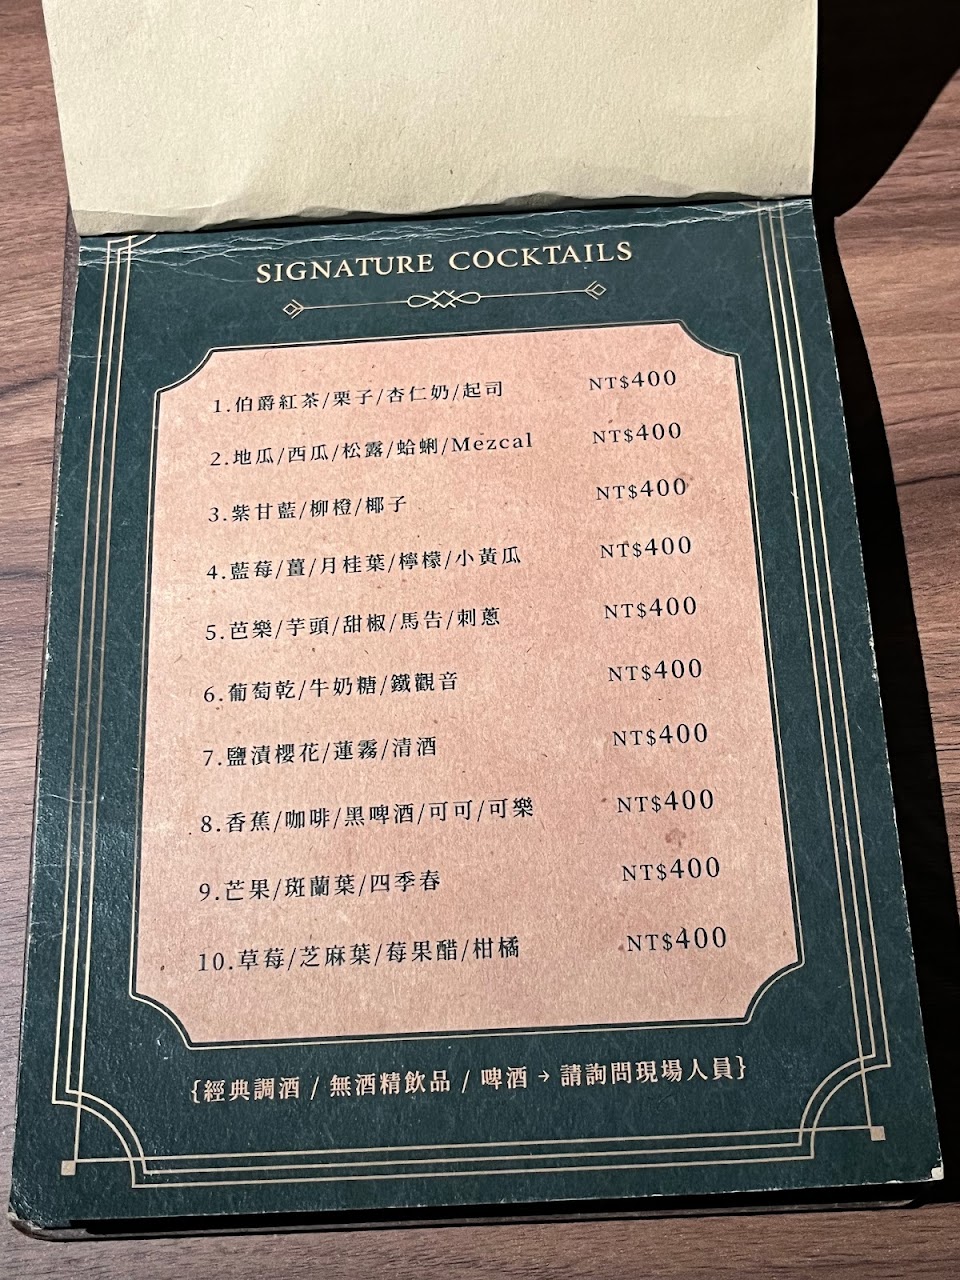 SIGNATURE COCKTAILS
1.伯爵紅茶/栗子/杏仁奶/起司 NT$400
2.地瓜/西瓜/松露/蛤蜊/Mezcal NT$400
3.紫甘藍/柳橙/椰子 NT$400
4.藍莓/薑/月桂葉/檸檬/小黃瓜 NT$400
5.芭樂/芋頭/甜椒/馬告/刺蔥 NT$400
6.葡萄乾/牛奶糖/鐵觀音 NT$400
7.鹽漬櫻花/蓮霧/清酒 NT$400
8.香蕉/咖啡/黑啤酒/可可/可樂 NT$400
9.芒果/斑蘭葉/四季春 NT$400
10.草莓/芝麻葉/莓果醋/柑橘 NT$400
{經典調酒 / 無酒精飲品 / 啤酒 → 請詢問現場人員}